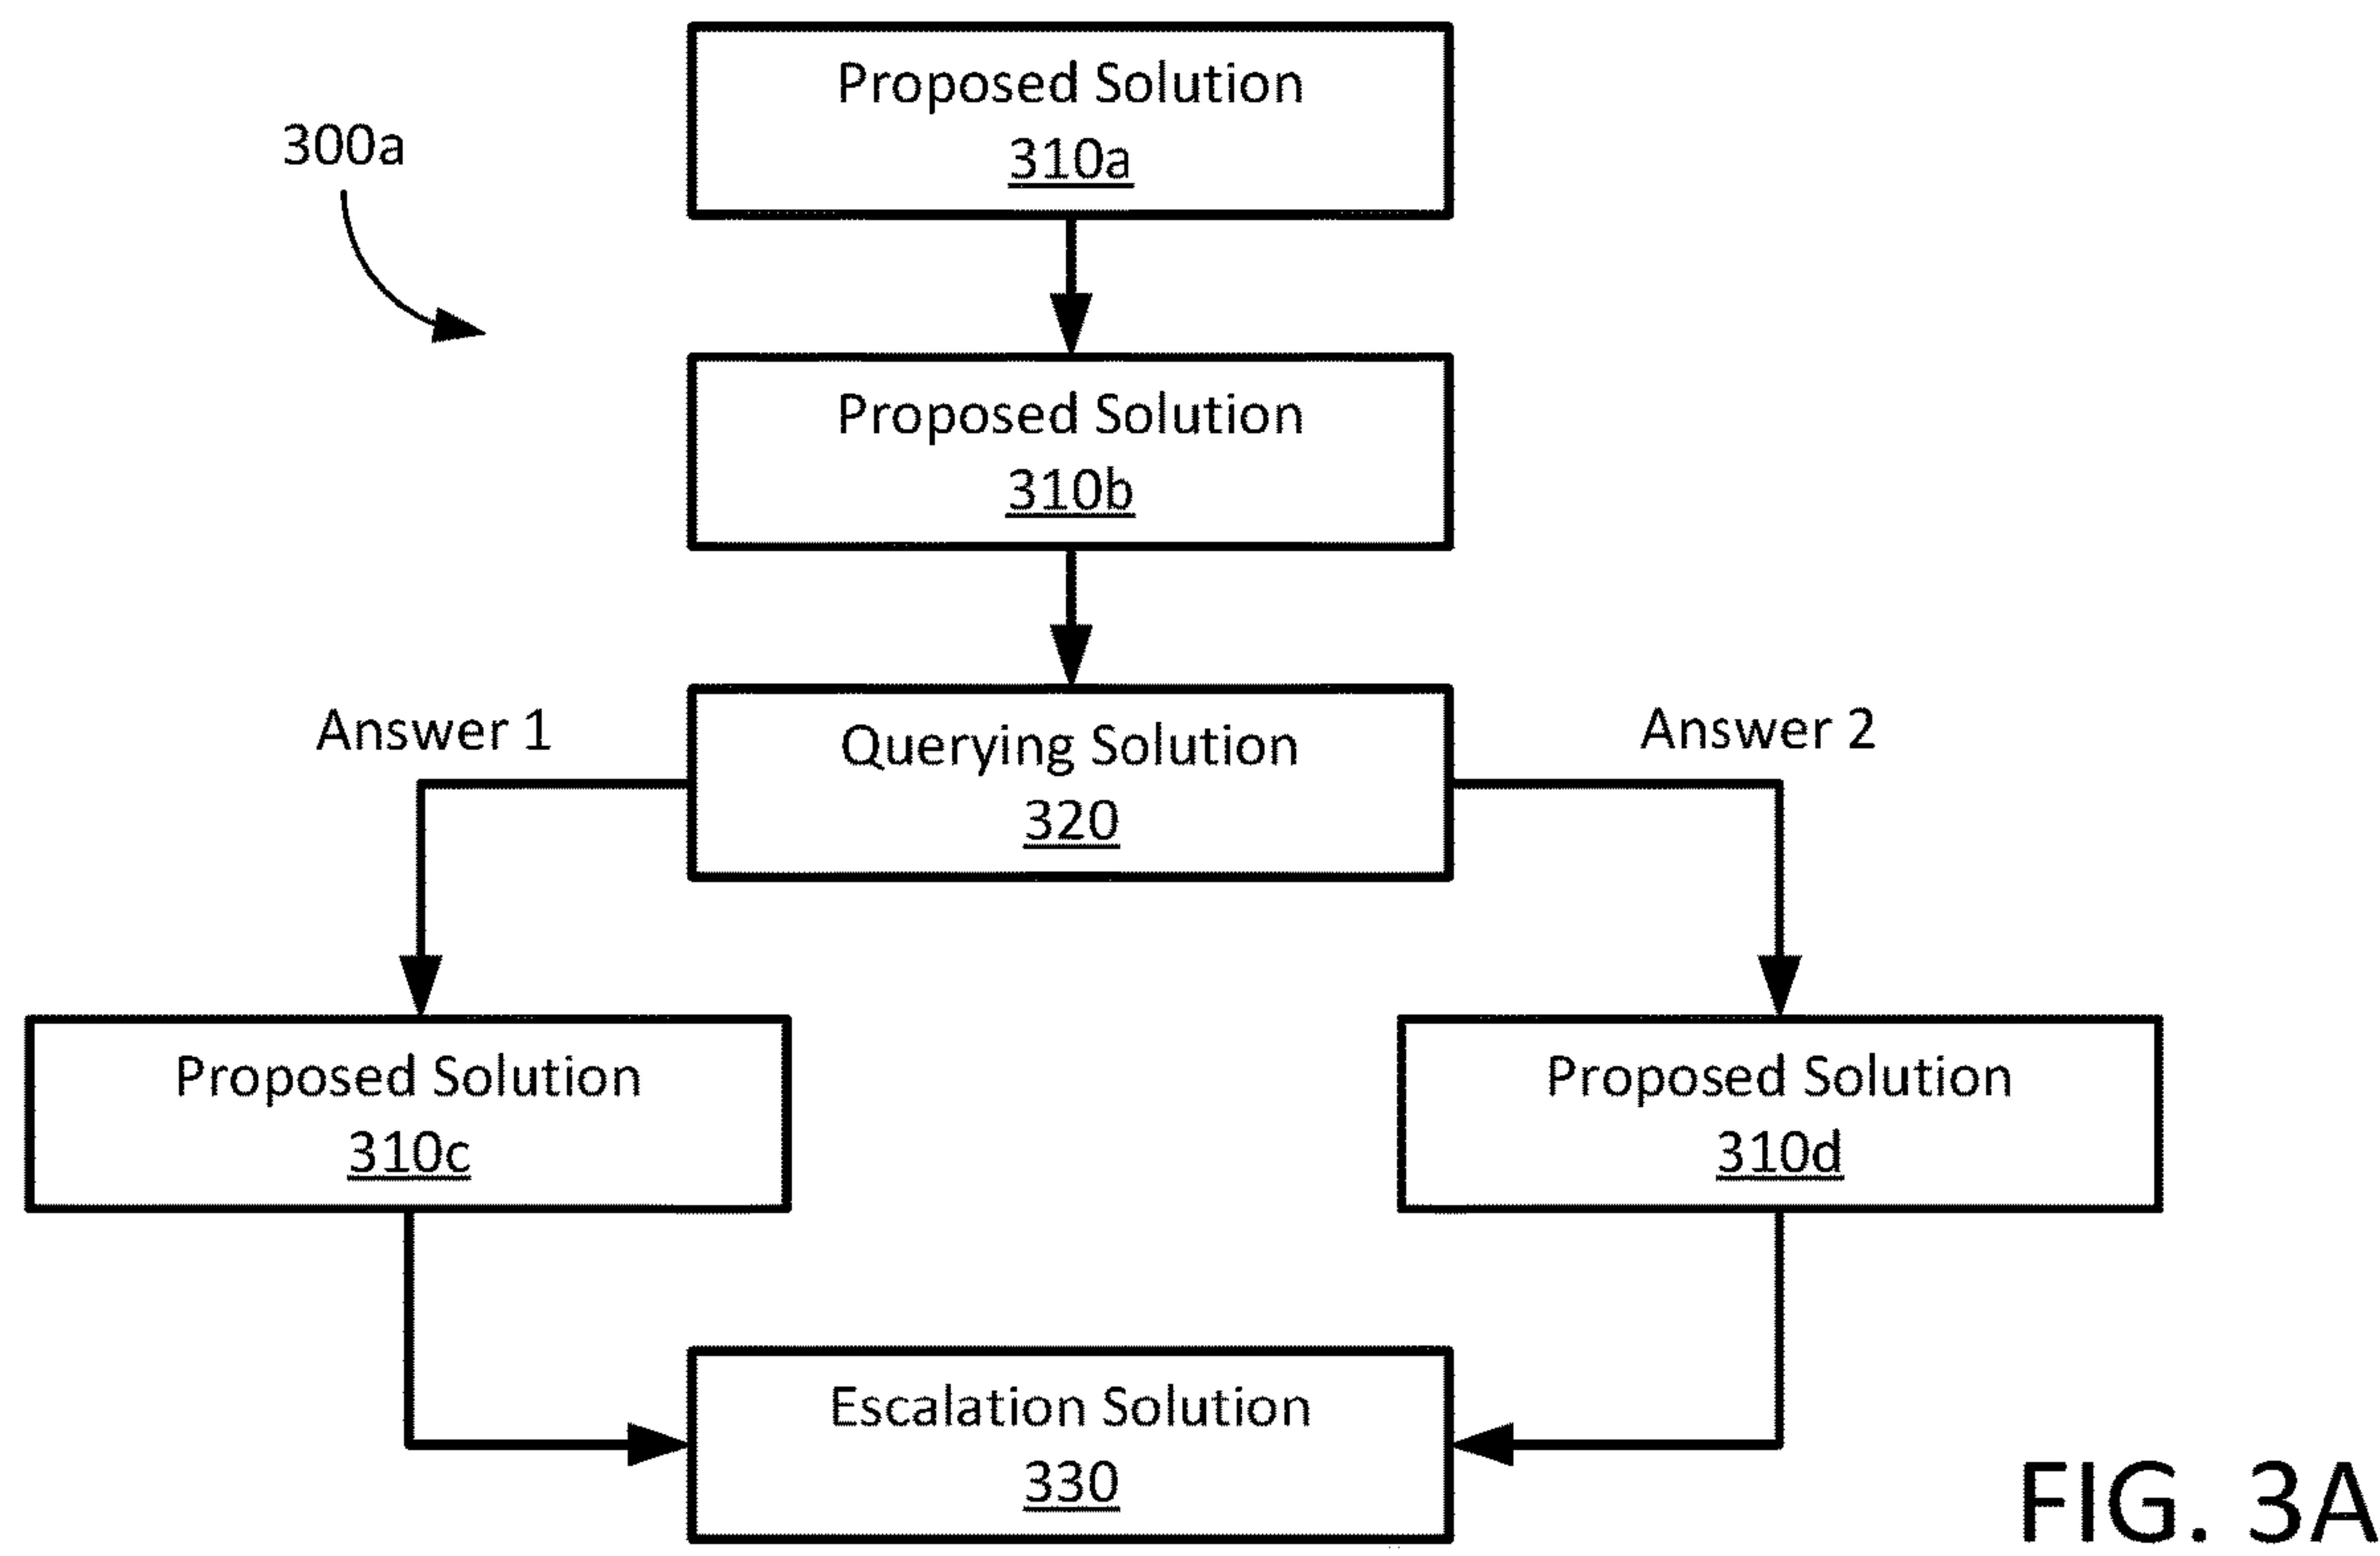 Proposed Solution
310a
300a
Proposed Solution
310b
Answer 1
Querying Solution
320
Answer 2
Proposed Solution
310c
Proposed Solution
310d
Escalation Solution
330
FIG. 3A